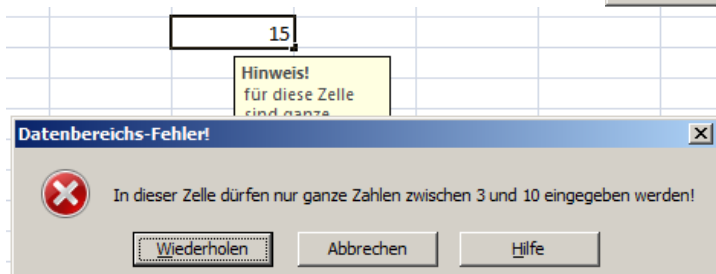 15
Hinweis!
für diese Zelle
sind ganze
Datenbereichs-Fehler!
In dieser Zelle dürfen nur ganze Zahlen zwischen 3 und 10 eingegeben werden!
Wiederholen Abbrechen Hilfe